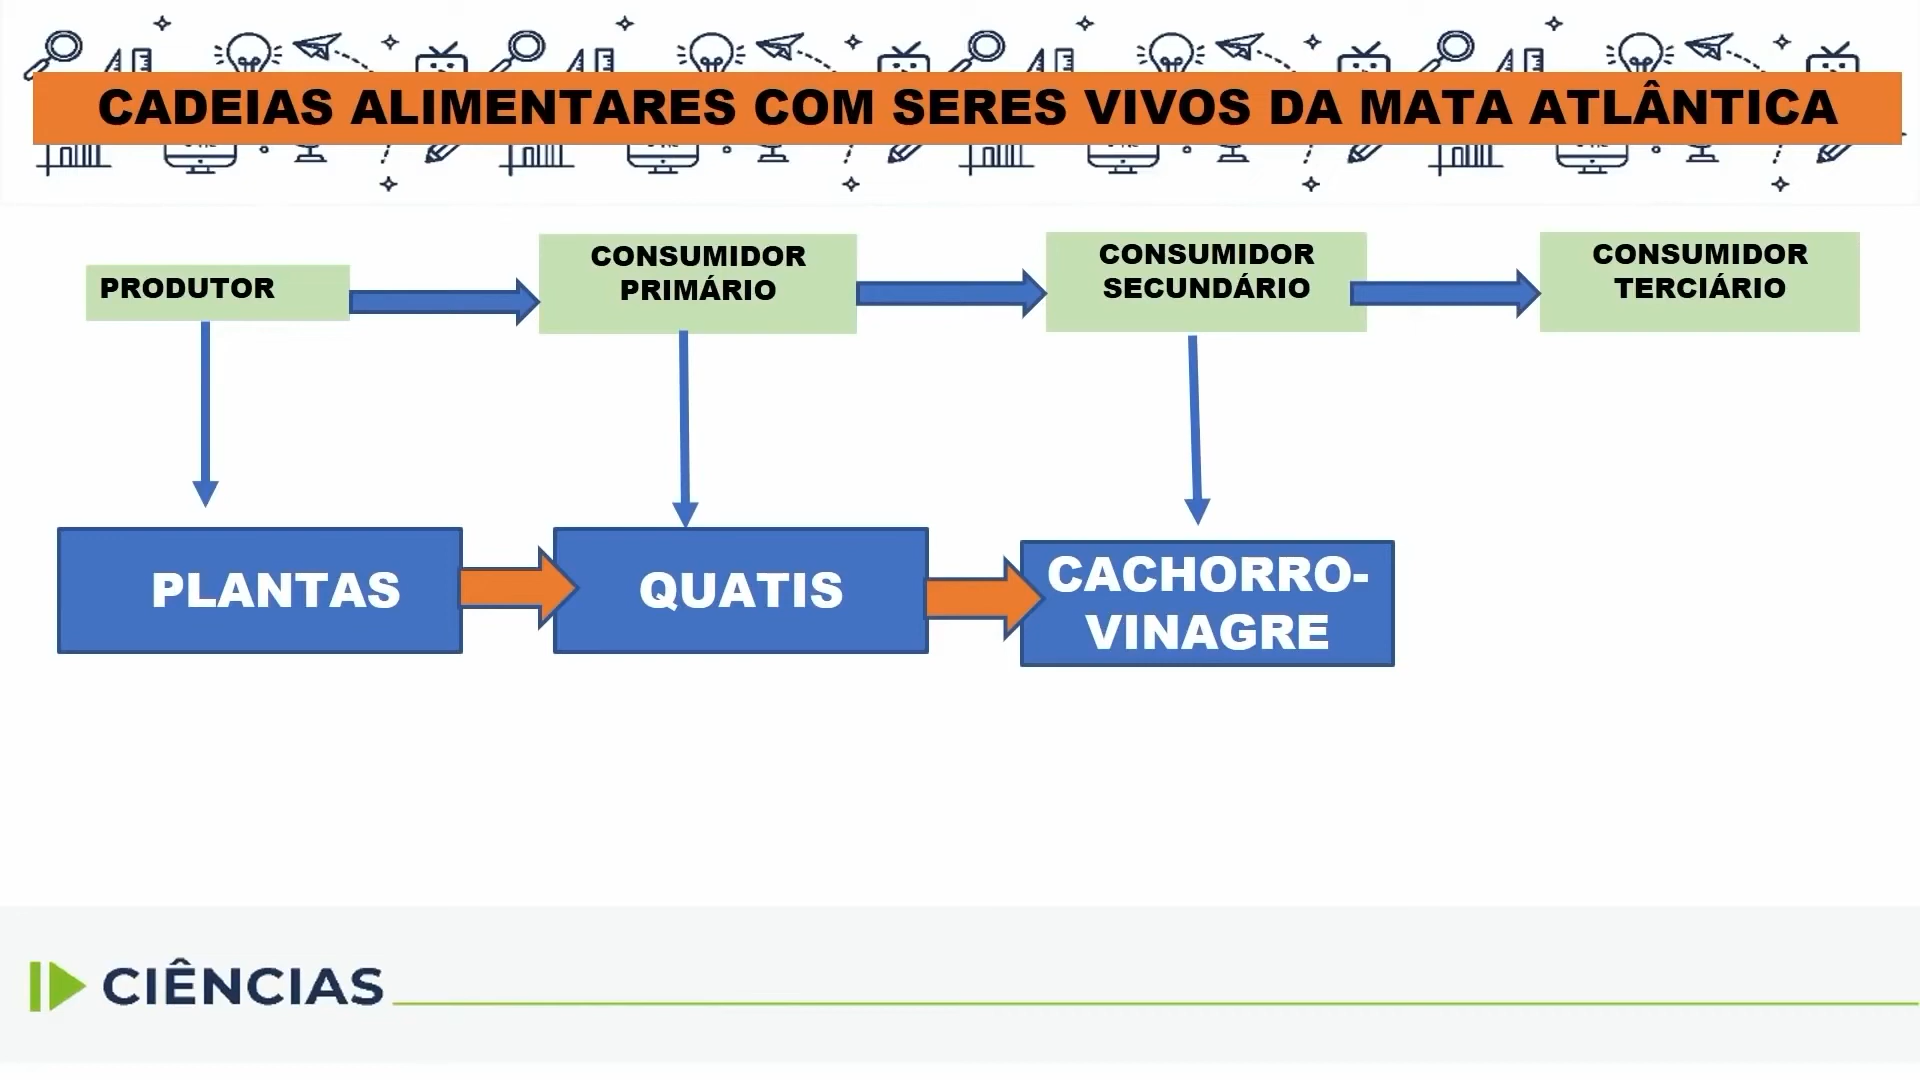 CADEIAS ALIMENTARES COM SERES VIVOS DA MATA ATLÂNTICA
PRODUTOR
CONSUMIDOR
PRIMÁRIO
CONSUMIDOR
SECUNDÁRIO
CONSUMIDOR
TERCIÁRIO
PLANTAS
QUATIS
CACHORRO-
VINAGRE
CIÊNCIAS